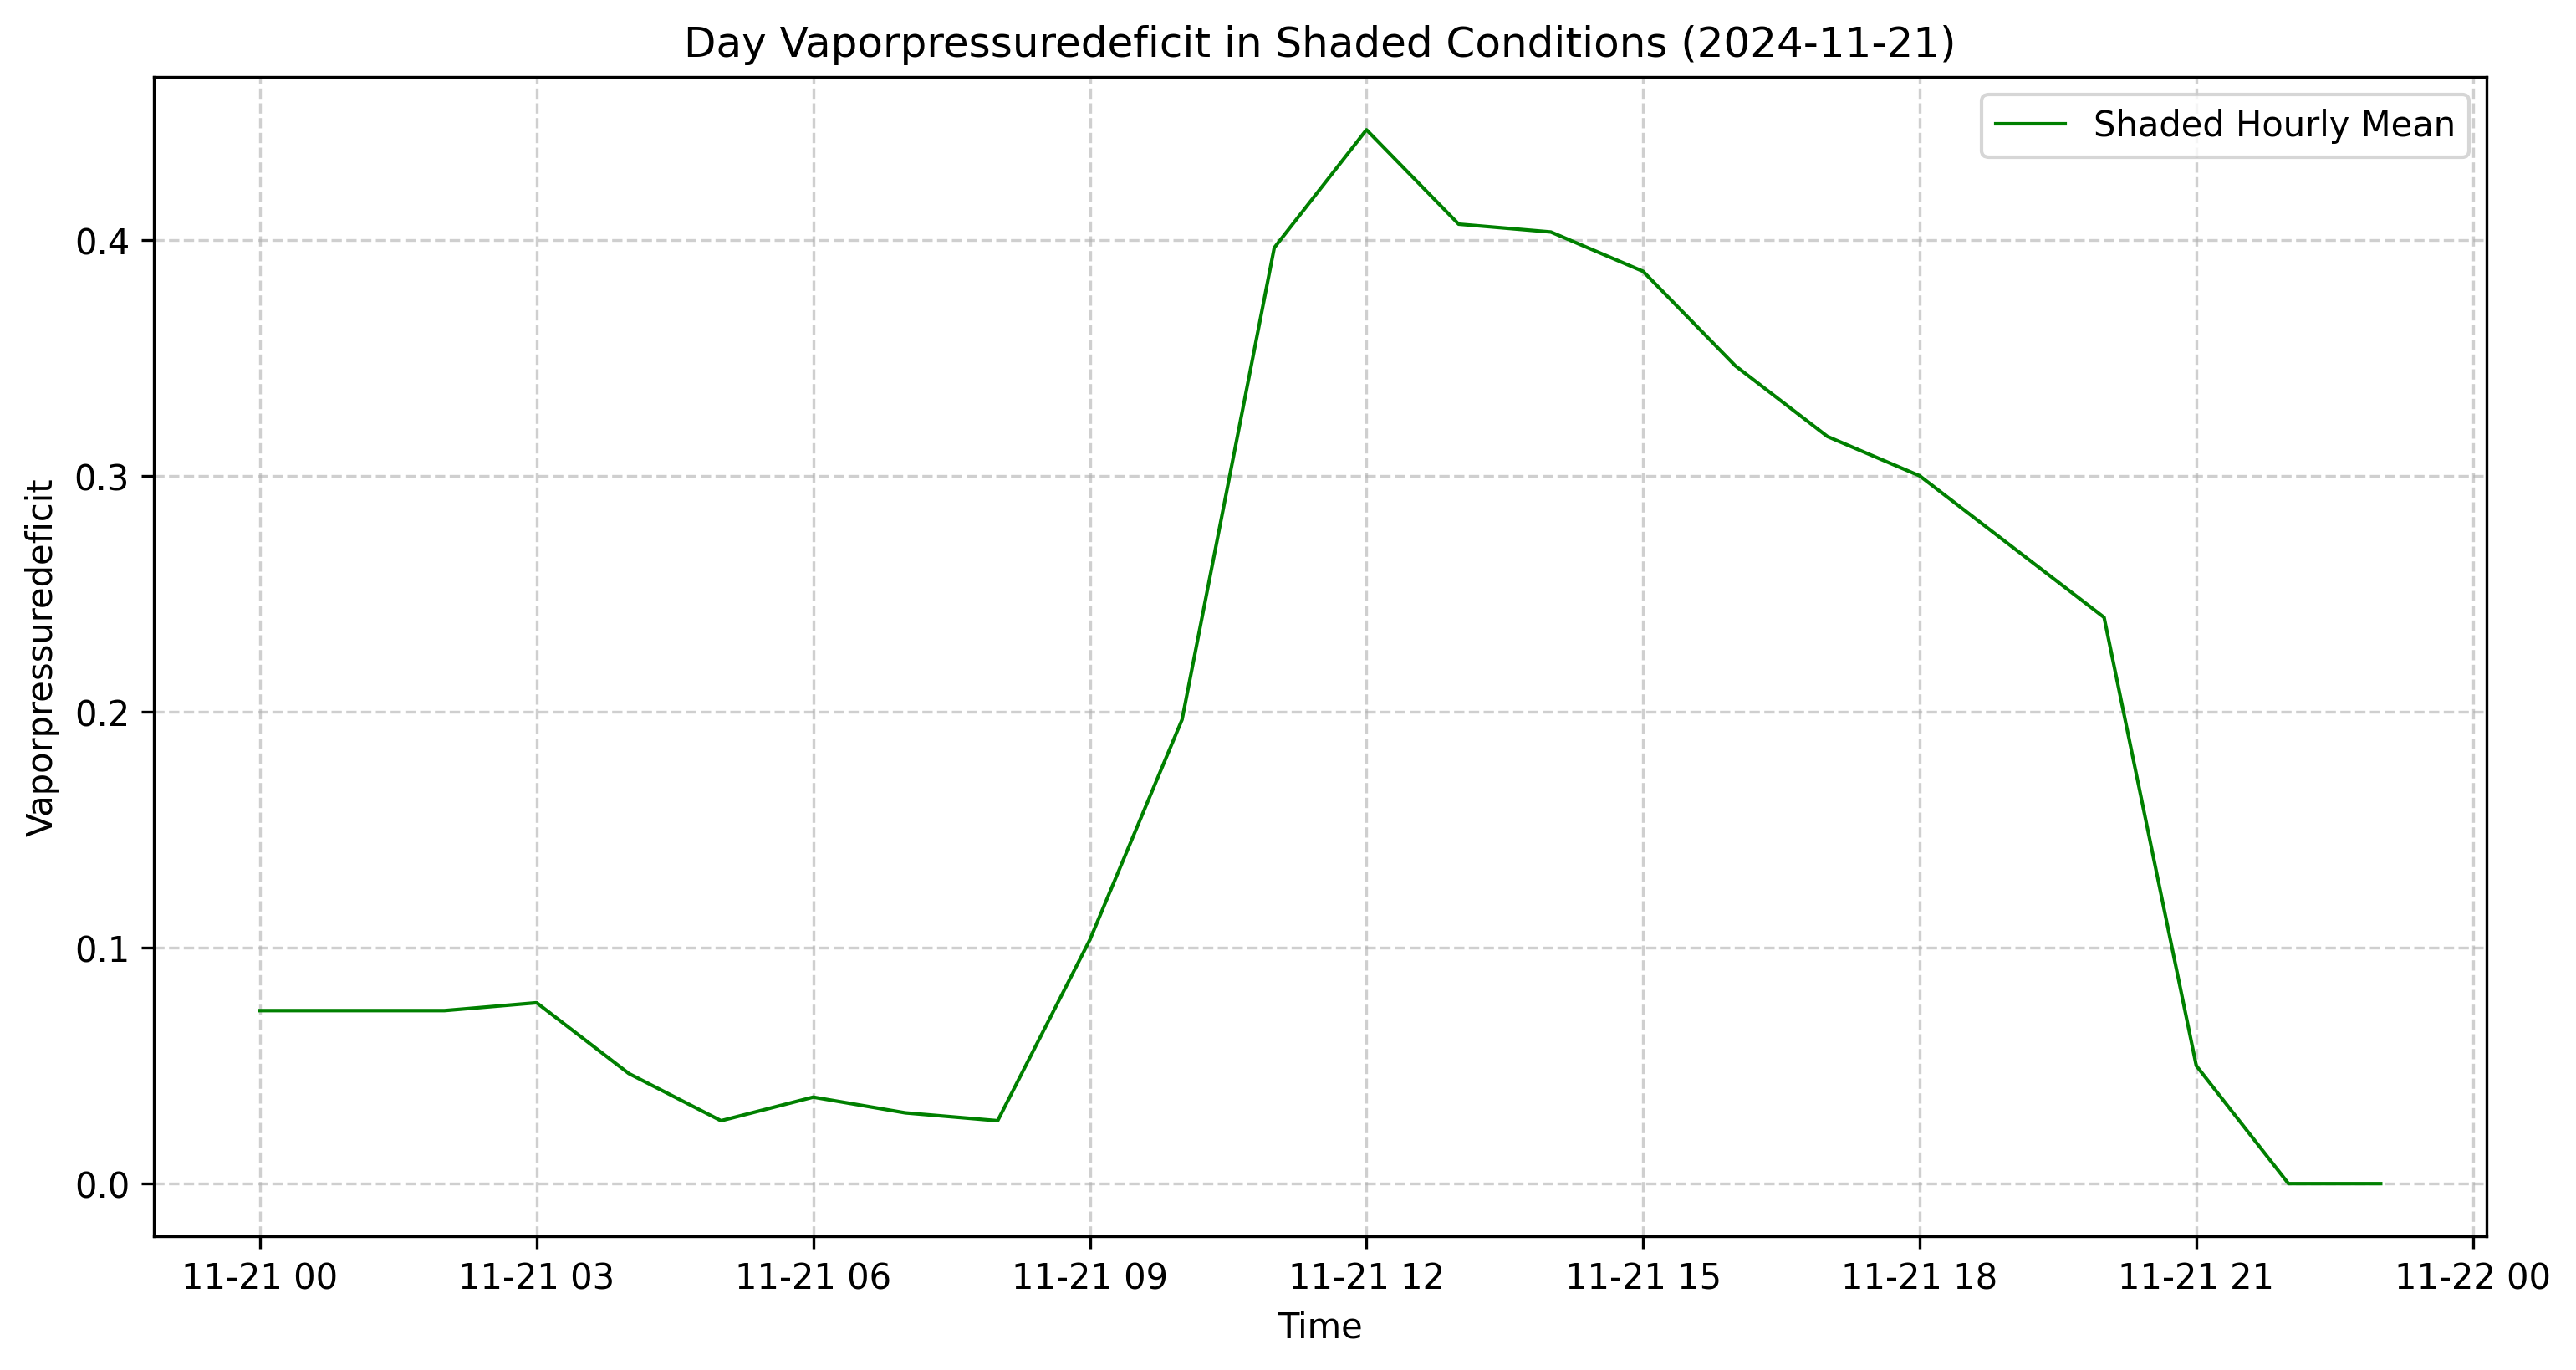 Day Vaporpressuredeficit in Shaded Conditions (2024-11-21)
Shaded Hourly Mean
Vaporpressuredeficit
0.4
0.3
0.2
0.1
0.0
11-21 00 11-21 03 11-21 06 11-21 09 11-21 12 11-21 15 11-21 18 11-21 21 11-22 00
Time